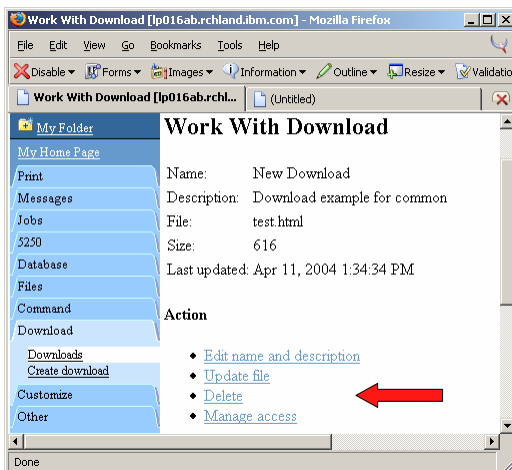 Work With Download [lp016ab.rchland.ibm.com] - Mozilla Firefox
File Edit View Go Bookmarks Tools Help
Disable Forms Images Information Outline Resize Validatio
Work With Download [lp016ab.rchl... (Untitled)
My Folder
My Home Page
Print
Messages
Jobs
5250
Database
Files
Command
Download
Downloads
Create download
Customize
Other
Work With Download
Name: New Download
Description: Download example for common
File: test.html
Size: 616
Last updated: Apr 11, 2004 1:34:34 PM
Action
Edit name and description
Update file
Delete
Manage access
Done